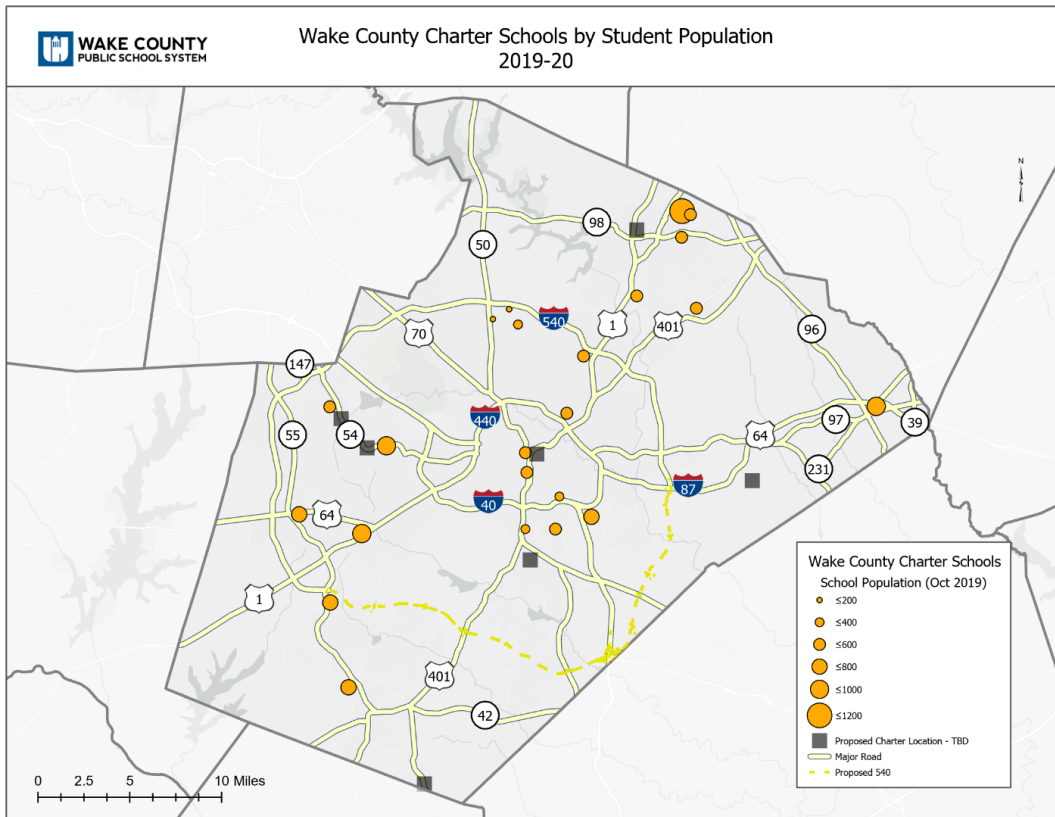 WAKE COUNTY
PUBLIC SCHOOL SYSTEM
Wake County Charter Schools by Student Population
2019-20
N
98
50
540
1
401
70
96
147
440
55
54
97
39
64
231
87
40
64
1
401
42
Wake County Charter Schools
School Population (Oct 2019)
≤200
≤400
≤600
≤800
≤1000
≤1200
Proposed Charter Location - TBD
Major Road
Proposed 540
0 2.5 5 10 Miles